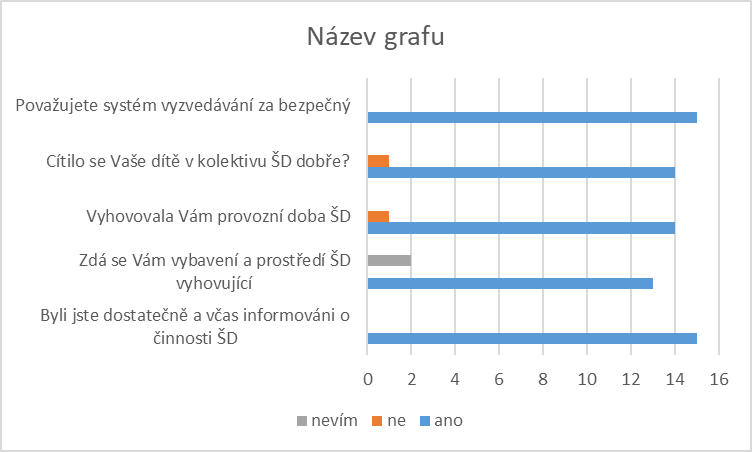 Název grafu
Považujete systém vyzvedávání za bezpečný
Cítilo se Vaše dítě v kolektivu ŠD dobře?
Vyhovovala Vám provozní doba ŠD
Zdá se Vám vybavení a prostředí ŠD
vyhovující
Byli jste dostatečně a včas informováni o
činnosti ŠD
0 2 4 6 8 10 12 14 16
nevím ne ano